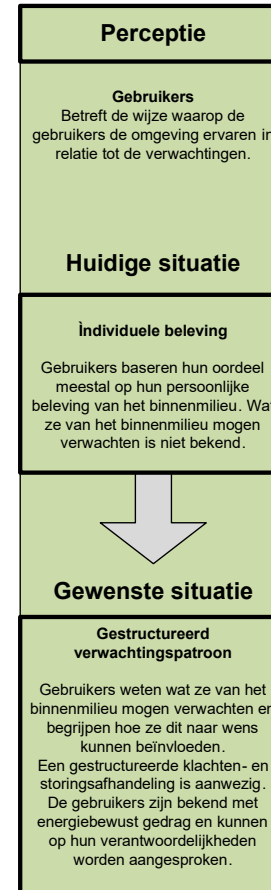 Perceptie
Gebruikers
Betreft de wijze waarop de
gebruikers de omgeving ervaren in
relatie tot de verwachtingen.
Huidige situatie
Individuele beleving
Gebruikers baseren hun oordeel
meestal op hun persoonlijke
beleving van het binnenmilieu. Wat
ze van het binnenmilieu mogen
verwachten is niet bekend.
Gewenste situatie
Gestructureerd
verwachtingspatroon
Gebruikers weten wat ze van het
binnenmilieu mogen verwachten en
begrijpen hoe ze dit naar wens
kunnen beïnvloeden.
Een gestructureerde klachten- en
storingsafhandeling is aanwezig.
De gebruikers zijn bekend met
energiebewust gedrag en kunnen
op hun verantwoordelijkheden
worden aangesproken.